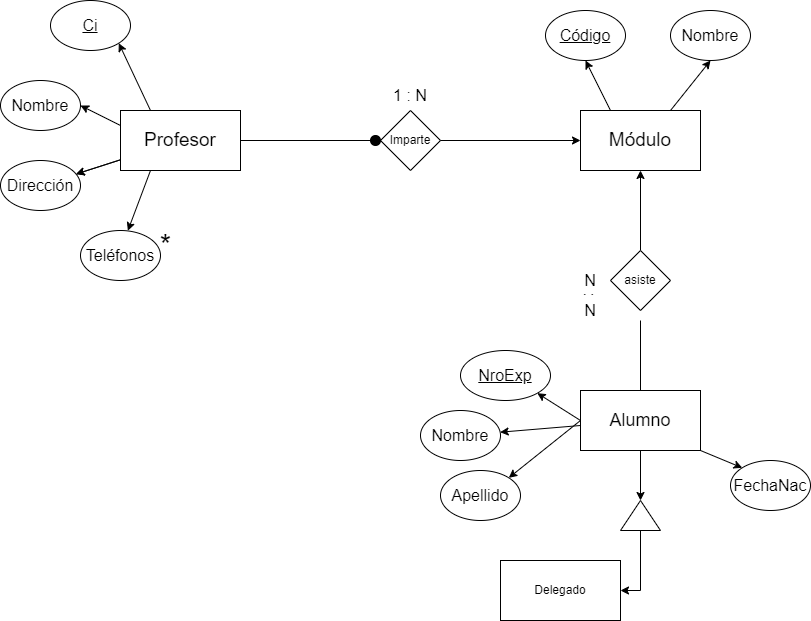 Ci
Código
Nombre
1 : N
Nombre
Profesor
Imparte
Módulo
Dirección
Teléfonos
*
N
asiste
:
N
NroExp
Nombre
Alumno
Apellido
FechaNac
Delegado